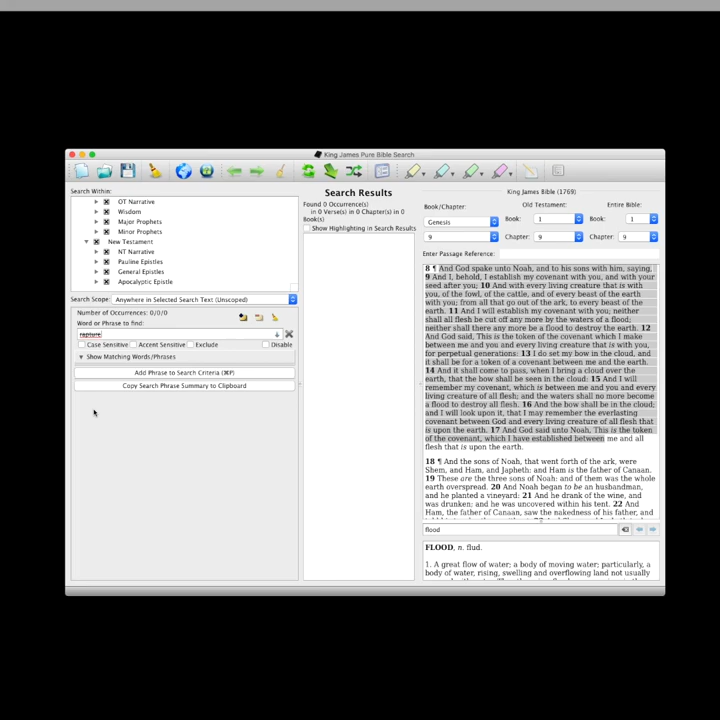 King James Pure Bible Search
Search Within:
OT Narrative
Wisdom
Major Prophets
Minor Prophets
New Testament
NT Narrative
Pauline Epistles
General Epistles
Apocalyptic Epistle
Search Scope: Anywhere in Selected Search Text (Unscoped)
Number of Occurrences: 0/0/0
Word or Phrase to find:
rapture
Case Sensitive Accent Sensitive Exclude Disable
Show Matching Words/Phrases
Add Phrase to Search Criteria (⌘P)
Copy Search Phrase Summary to Clipboard
Search Results
Found 0 Occurrence(s)
in 0 Verse(s) in 0 Chapter(s) in 0
Book(s)
Show Highlighting in Search Results
King James Bible (1769)
Book/Chapter: Old Testament: Entire Bible:
Genesis Book: 1 Book: 1
9 Chapter: 9 Chapter: 9
Enter Passage Reference:
8 ¶ And God spake unto Noah, and to his sons with him, saying,
9 And I, behold, I establish my covenant with you, and with your
seed after you; 10 And with every living creature that is with
you, of the fowl, of the cattle, and of every beast of the earth
with you; from all that go out of the ark, to every beast of the
earth. 11 And I will establish my covenant with you; neither
shall all flesh be cut off any more by the waters of a flood;
neither shall there any more be a flood to destroy the earth. 12
And God said, This is the token of the covenant which I make
between me and you and every living creature that is with you,
for perpetual generations: 13 I do set my bow in the cloud, and
it shall be for a token of a covenant between me and the earth.
14 And it shall come to pass, when I bring a cloud over the
earth, that the bow shall be seen in the cloud: 15 And I will
remember my covenant, which is between me and you and every
living creature of all flesh; and the waters shall no more become
a flood to destroy all flesh. 16 And the bow shall be in the cloud;
and I will look upon it, that I may remember the everlasting
covenant between God and every living creature of all flesh that
is upon the earth. 17 And God said unto Noah, This is the token
of the covenant, which I have established between me and all
flesh that is upon the earth.
18 ¶ And the sons of Noah, that went forth of the ark, were
Shem, and Ham, and Japheth: and Ham is the father of Canaan.
19 These are the three sons of Noah: and of them was the whole
earth overspread. 20 And Noah began to be an husbandman,
and he planted a vineyard: 21 And he drank of the wine, and
was drunken; and he was uncovered within his tent. 22 And
Ham, the father of Canaan, saw the nakedness of his father, and
flood
FLOOD, n. flud.
1. A great flow of water; a body of moving water; particularly, a
body of water, rising, swelling and overflowing land not usually